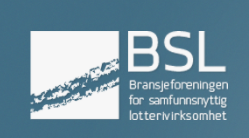 BSL
Bransjeforeningen
for samfunnsnyttig
lotterivirksomhet